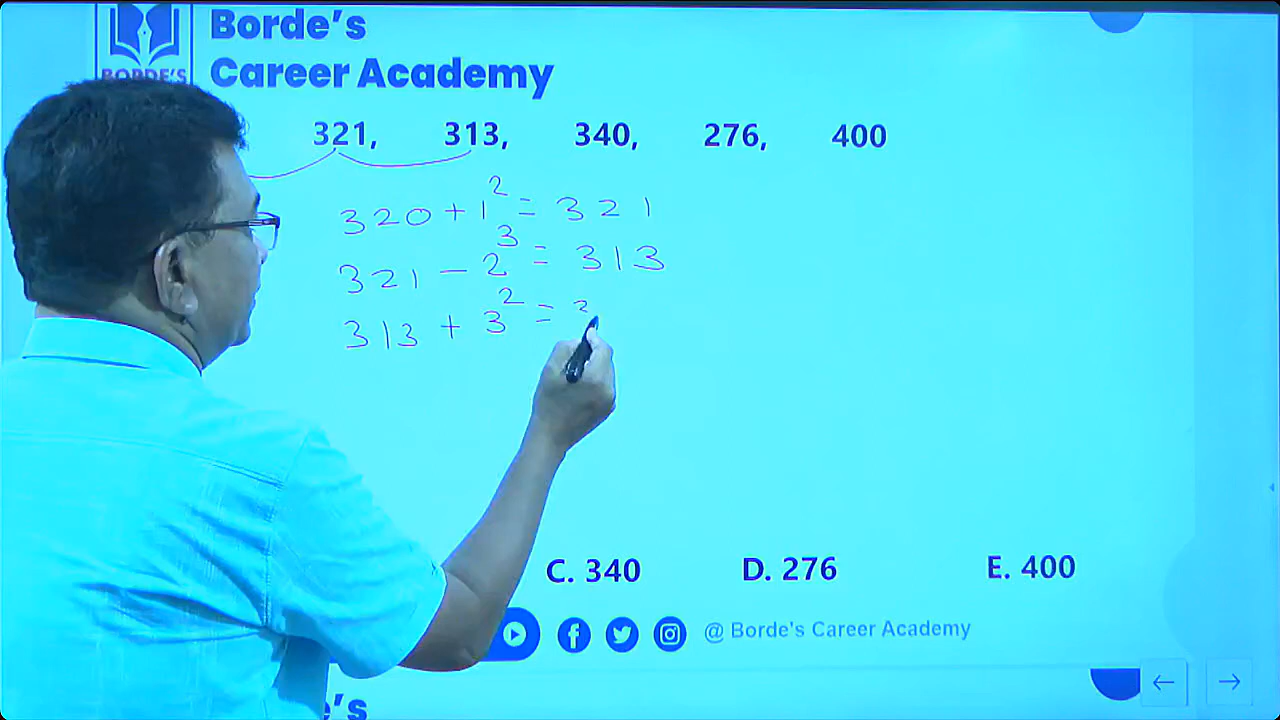 Borde's
Career Academy
BORDE'S
321, 313, 340, 276, 400
320 + 1² = 321
321 - 2³ = 313
313 + 3² = 3
C. 340 D. 276 E. 400
@ Borde's Career Academy
's